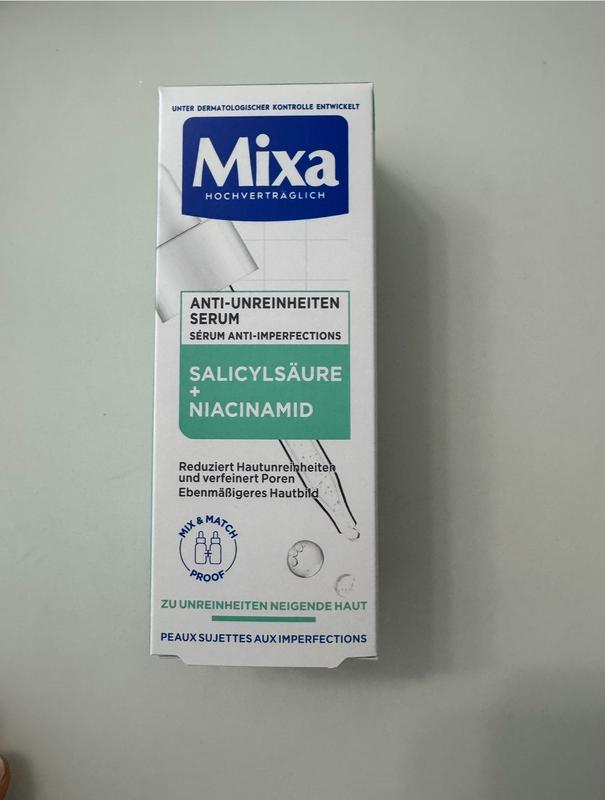 UNTER DERMATOLOGISCHER KONTROLLE ENTWICKELT
Mixa
HOCHVERTRÄGLICH
ANTI-UNREINHEITEN
SERUM
SÉRUM ANTI-IMPERFECTIONS
SALICYLSÄURE
+
NIACINAMID
Reduziert Hautunreinheiten
und verfeinert Poren
Ebenmäßigeres Hautbild
MIX & MATCH
PROOF
ZU UNREINHEITEN NEIGENDE HAUT
PEAUX SUJETTES AUX IMPERFECTIONS